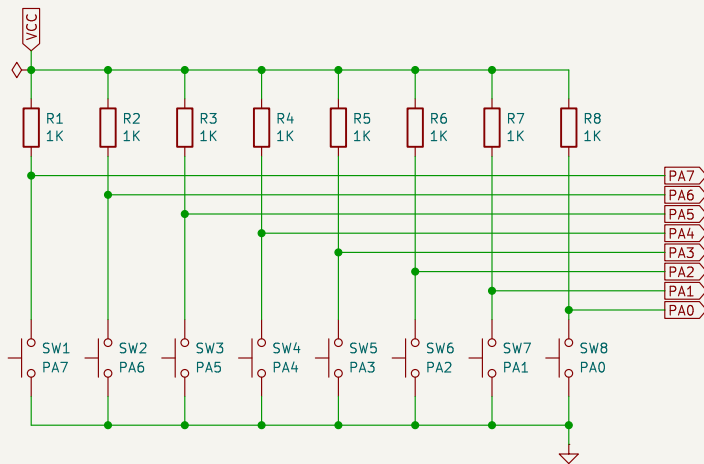 VCC
R1
1K
R2
1K
R3
1K
R4
1K
R5
1K
R6
1K
R7
1K
R8
1K
PA7
PA6
PA5
PA4
PA3
PA2
PA1
PA0
SW1
PA7
SW2
PA6
SW3
PA5
SW4
PA4
SW5
PA3
SW6
PA2
SW7
PA1
SW8
PA0